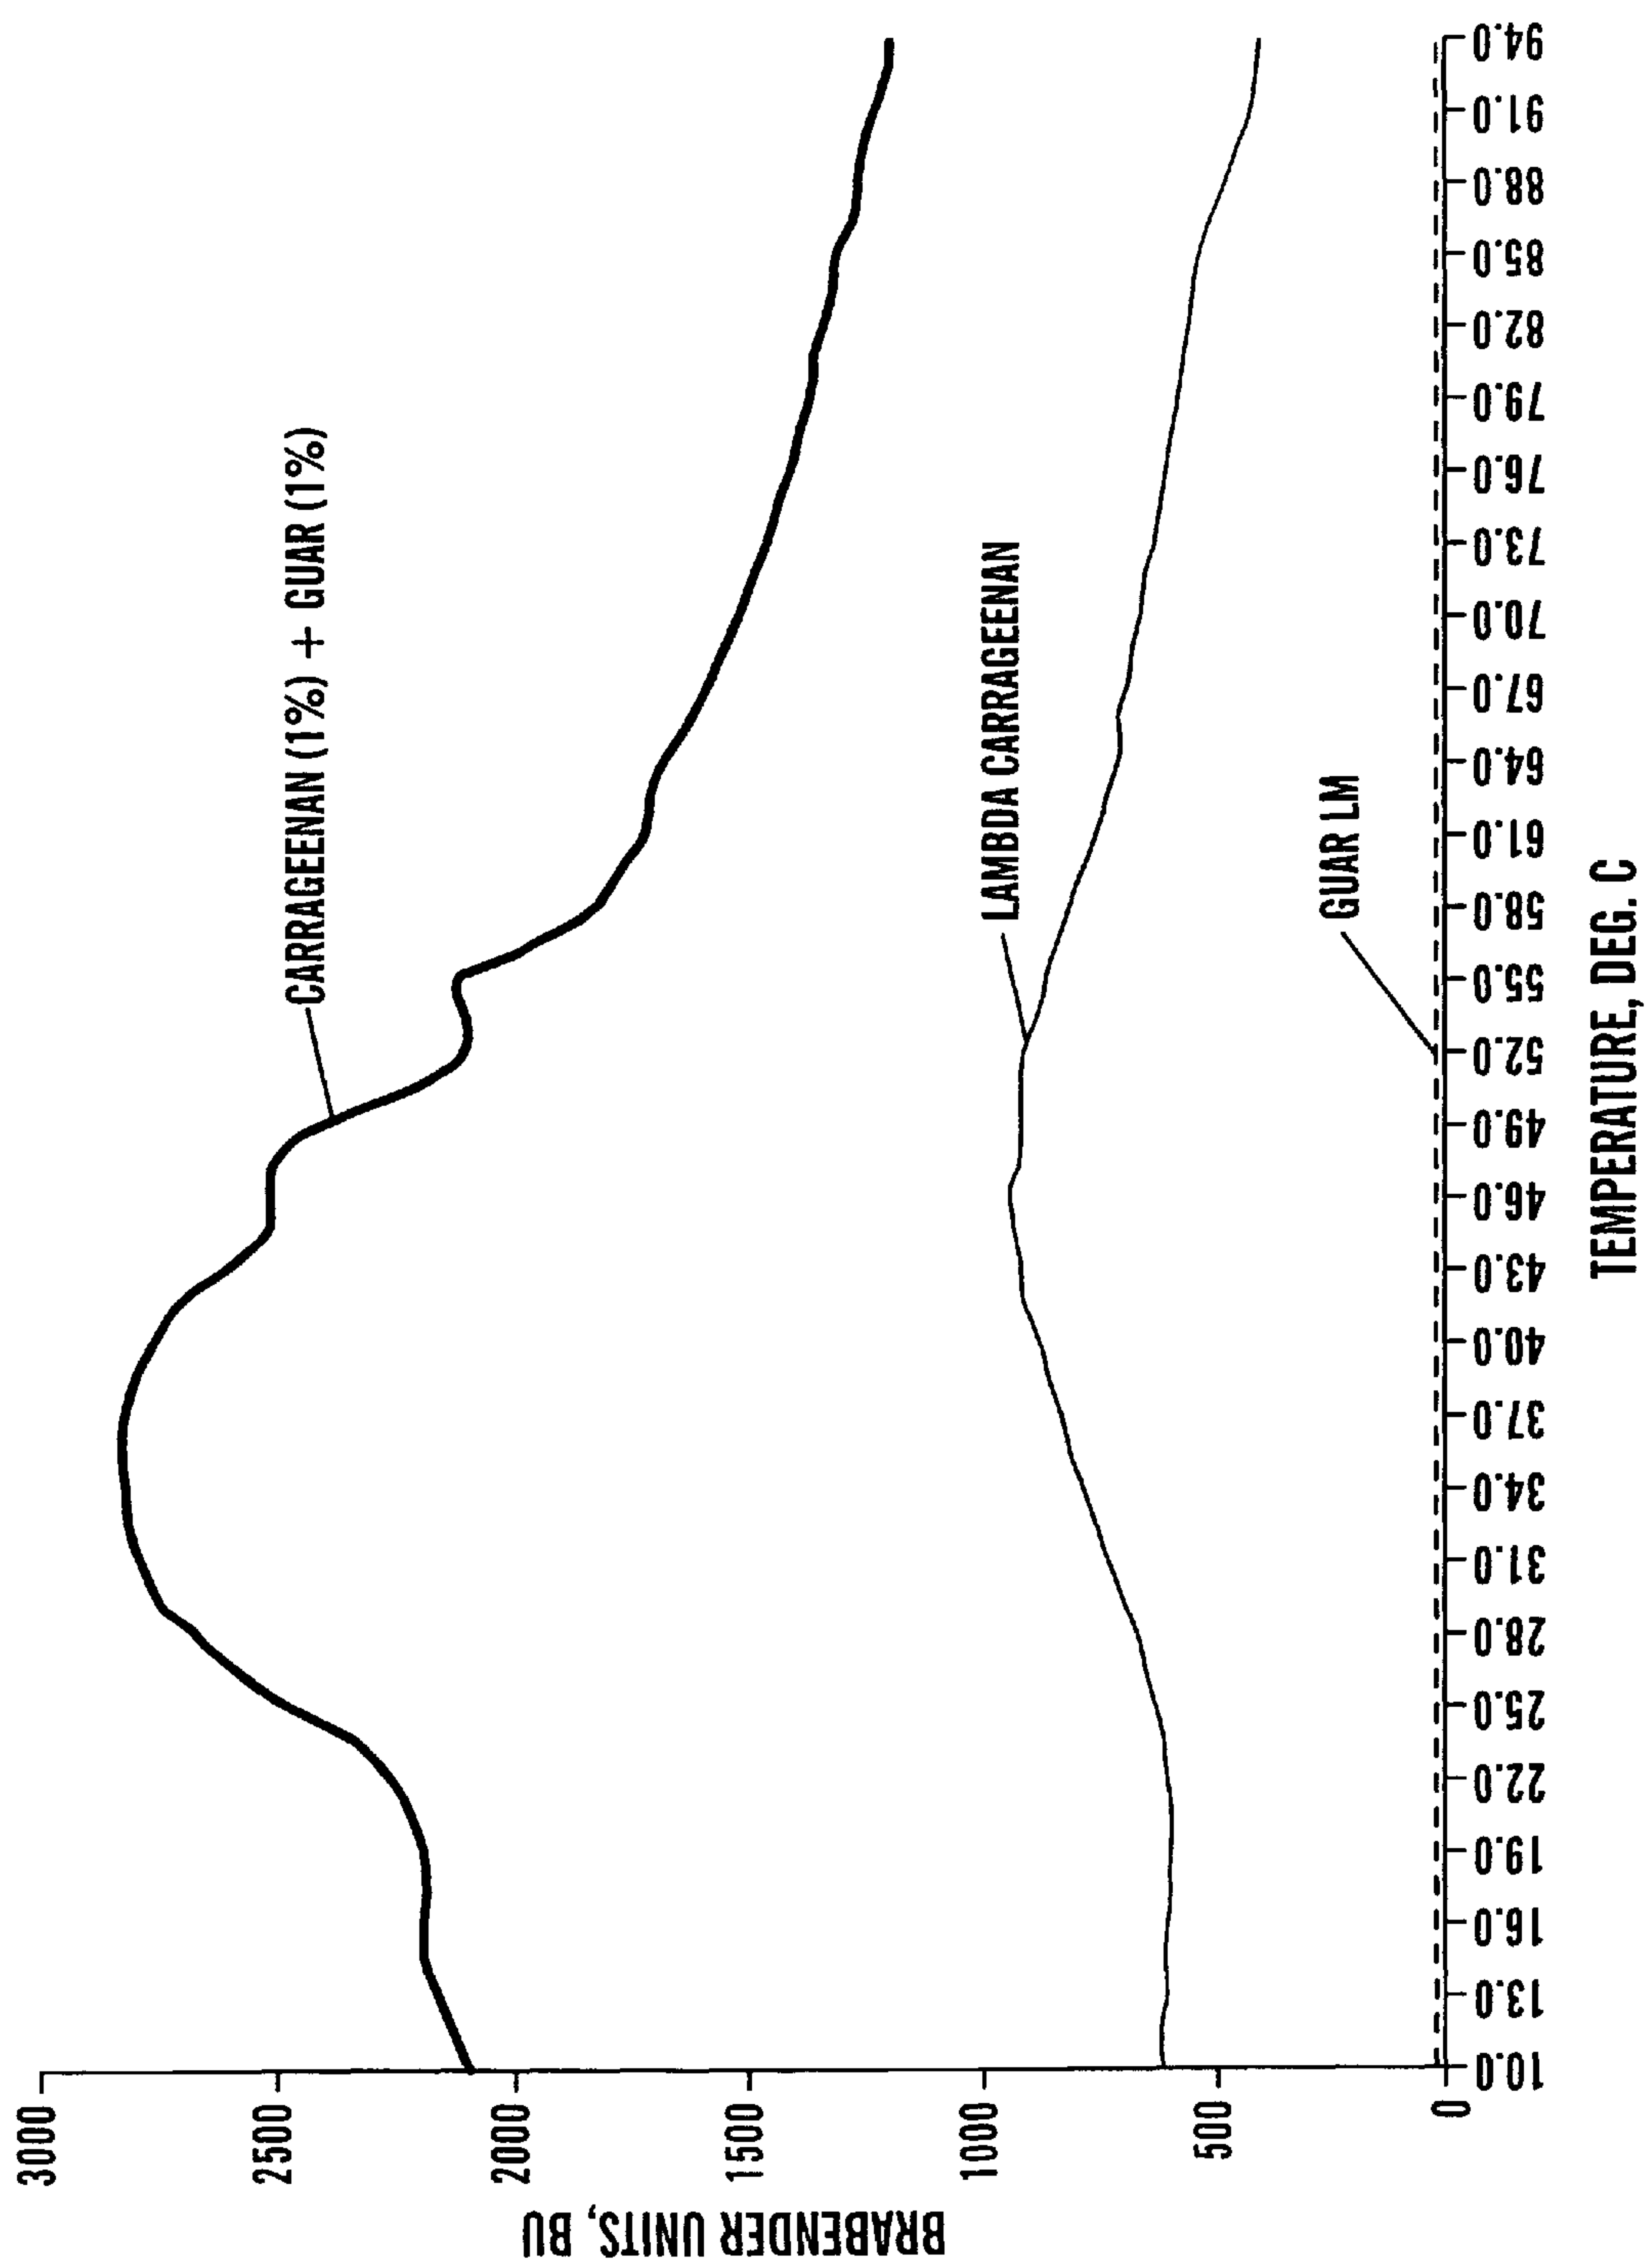 BRABENDER UNITS, BU
3000
2500
2000
1500
1000
500
0
CARRAGEENAN (1%) + GUAR (1%)
LAMBDA CARRAGEENAN
GUAR LM
10.0 13.0 16.0 19.0 22.0 25.0 28.0 31.0 34.0 37.0 40.0 43.0 46.0 49.0 52.0 55.0 58.0 61.0 64.0 67.0 70.0 73.0 76.0 79.0 82.0 85.0 88.0 91.0 94.0
TEMPERATURE, DEG. C